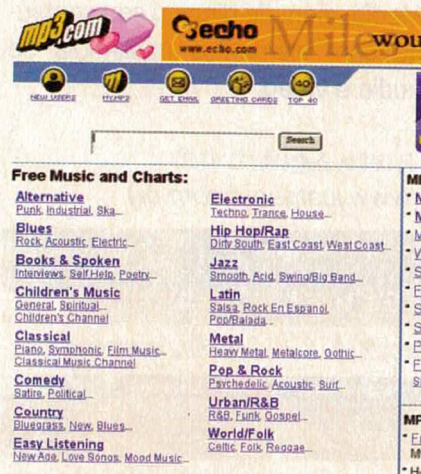 mp3.com
echo
www.echo.com
Miles
WOU
NEW USERS
MY MP3
GET EMAIL
GREETING CARDS
40
TOP 40
Search
Free Music and Charts:
Alternative
Punk, Industrial, Ska...
Blues
Rock, Acoustic, Electric...
Books & Spoken
Interviews, Self Help, Poetry...
Children's Music
General, Spiritual...
Children's Channel
Classical
Piano, Symphonic, Film Music...
Classical Music Channel
Comedy
Satire, Political...
Country
Bluegrass, New, Blues...
Easy Listening
New Age, Love Songs, Mood Music...
Electronic
Techno, Trance, House...
Hip Hop/Rap
Dirty South, East Coast, West Coast...
Jazz
Smooth, Acid, Swing/Big Band...
Latin
Salsa, Rock En Espanol,
Pop/Balada...
Metal
Heavy Metal, Metalcore, Gothic...
Pop & Rock
Psychedelic, Acoustic, Surf...
Urban/R&B
R&B, Funk, Gospel...
World/Folk
Celtic, Folk, Reggae...